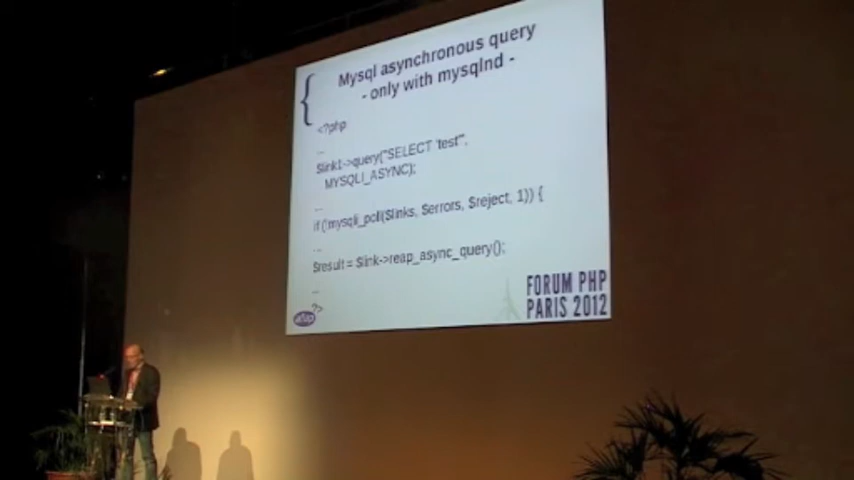 Mysql asynchronous query
- only with mysqlnd -
{
<?php
...
$link1->query("SELECT 'test'",
MYSQLI_ASYNC);
...
if (!mysqli_poll($links, $errors, $reject, 1)) {
...
$result = $link->reap_async_query();
...
??
afup
FORUM PHP
PARIS 2012